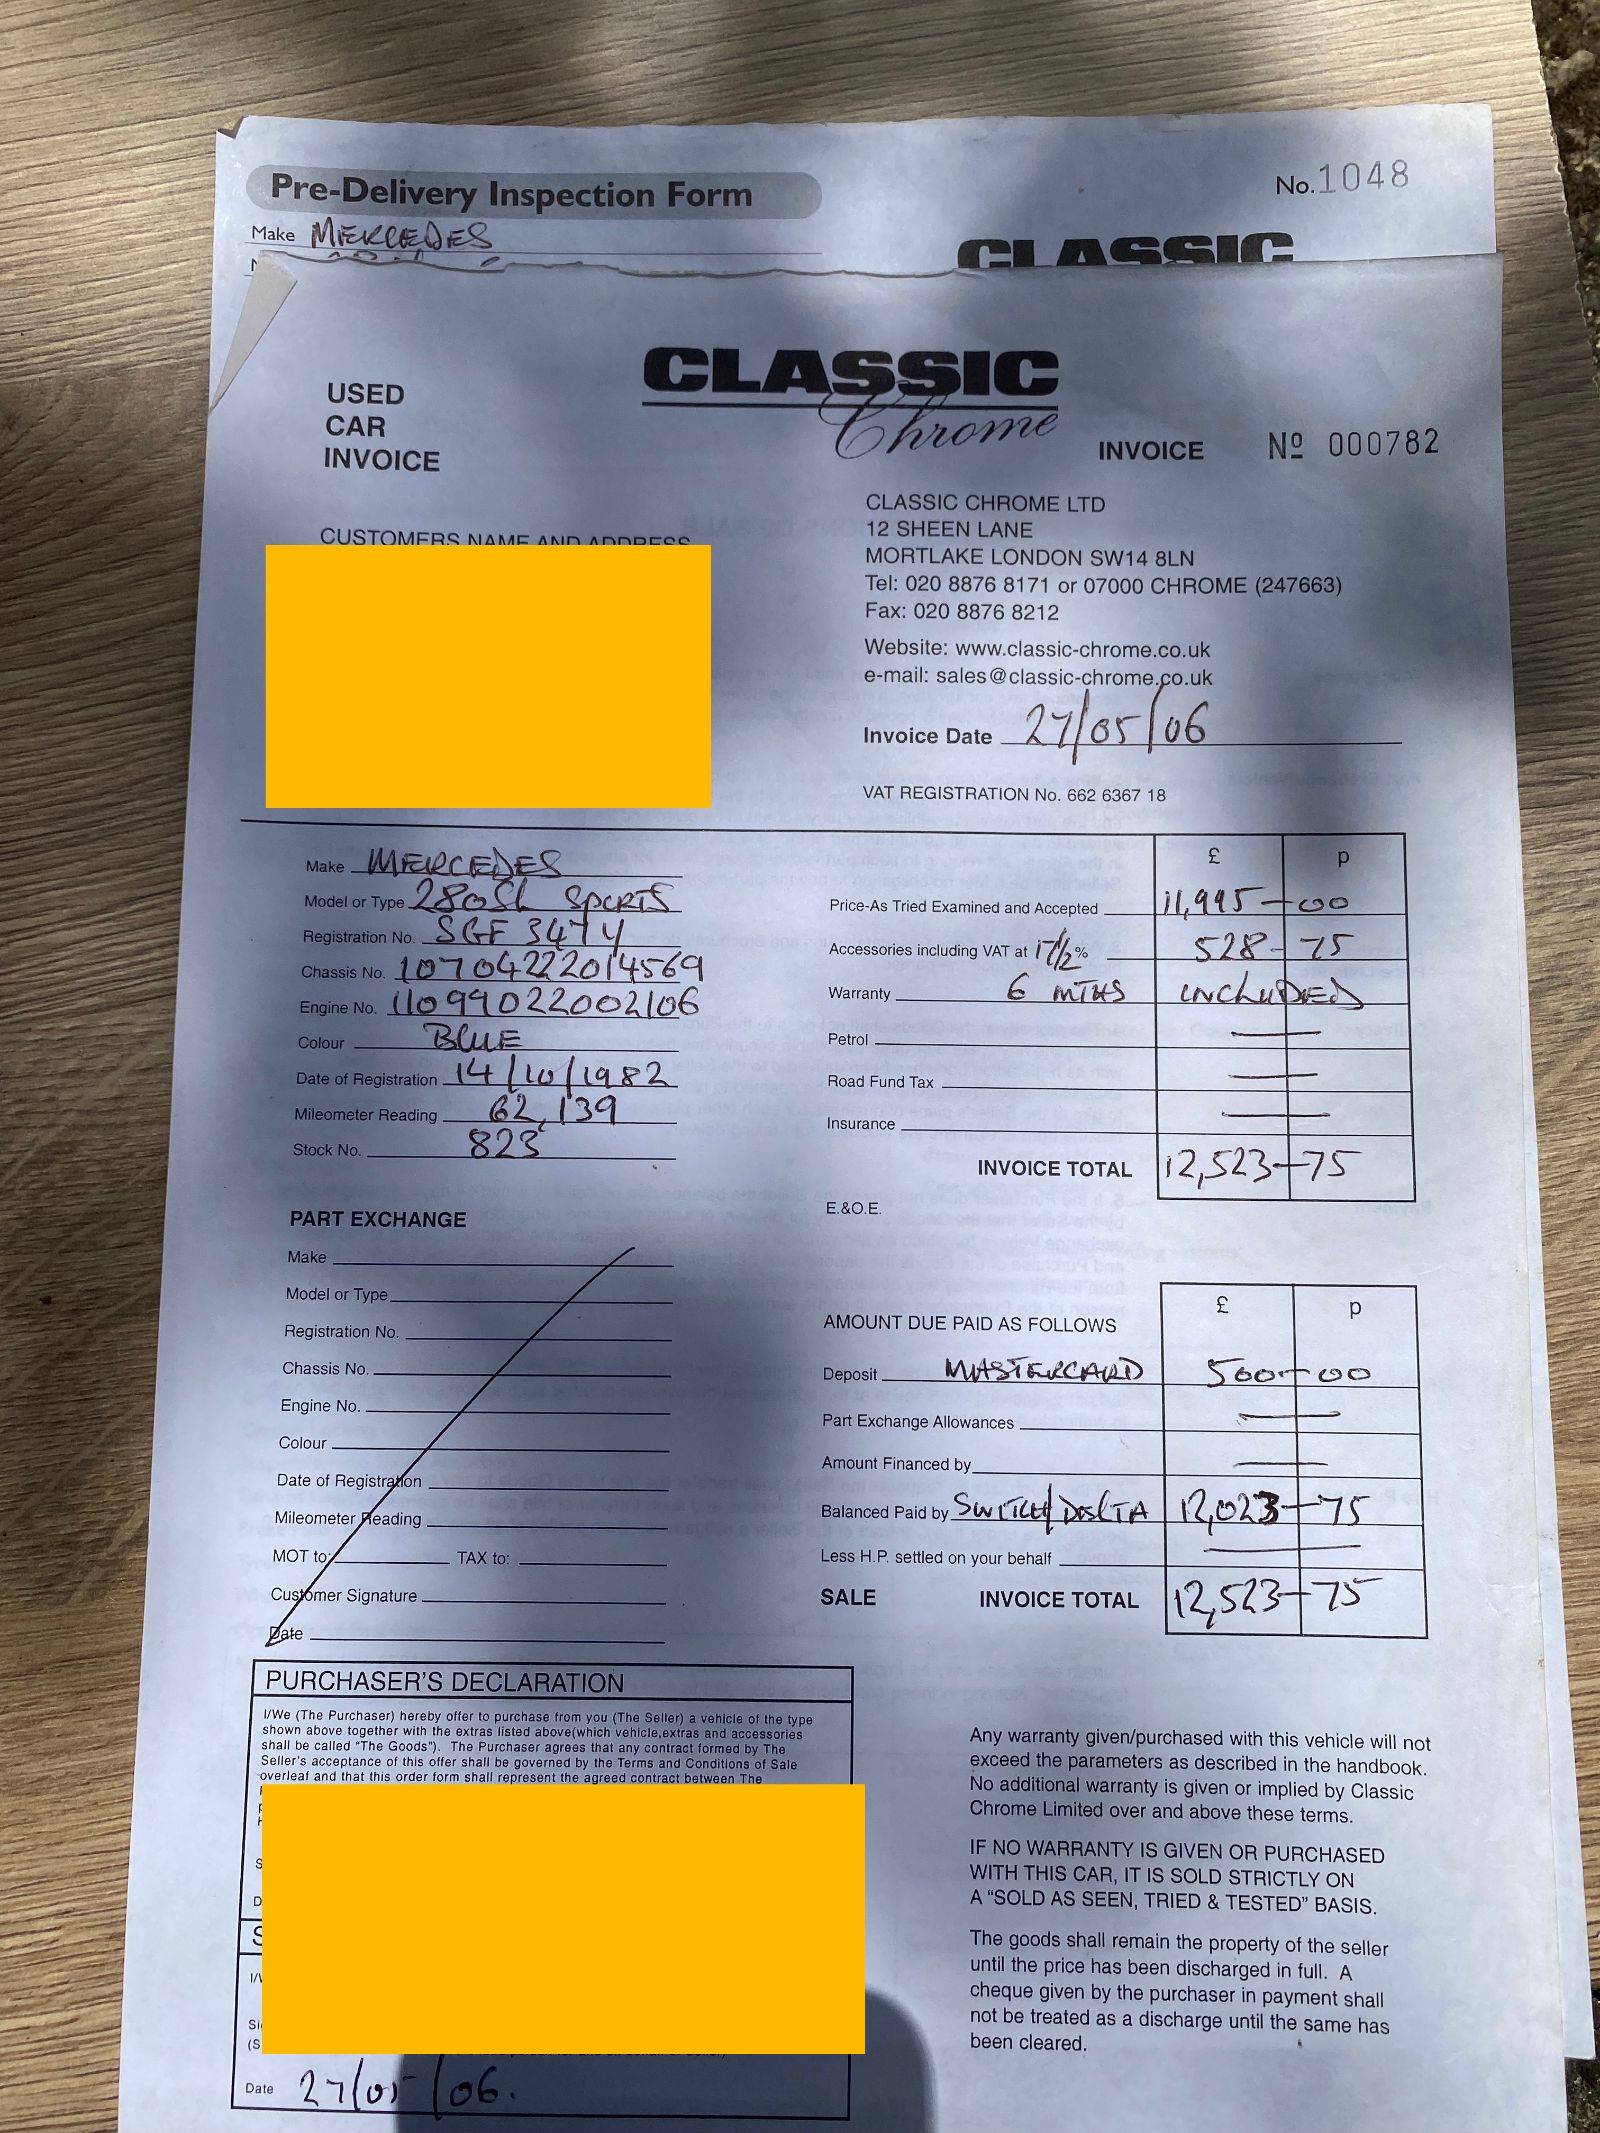 Pre-Delivery Inspection Form
No. 1048
Make MERCEDES
CLASSIC
USED
CAR
INVOICE
CLASSIC
Chrome
INVOICE Nº 000782
CUSTOMERS NAME AND ADDRESS
CLASSIC CHROME LTD
12 SHEEN LANE
MORTLAKE LONDON SW14 8LN
Tel: 020 8876 8171 or 07000 CHROME (247663)
Fax: 020 8876 8212
Website: www.classic-chrome.co.uk
e-mail: sales@classic-chrome.co.uk
Invoice Date 27/05/06
VAT REGISTRATION No. 662 6367 18
Make MERCEDES
Model or Type 280SL SPORTS
Registration No. SGF 347Y
Chassis No. 10704222014569
Engine No. 11099022002106
Colour BLUE
Date of Registration 14/10/1982
Mileometer Reading 62,139
Stock No. 823
£ p
Price-As Tried Examined and Accepted 11,995-00
Accessories including VAT at 17½% 528-75
Warranty 6 MTHS INCLUDED
Petrol —
Road Fund Tax —
Insurance —
INVOICE TOTAL 12,523-75
E.&O.E.
PART EXCHANGE
Make
Model or Type
Registration No.
Chassis No.
Engine No.
Colour
Date of Registration
Mileometer Reading
MOT to: TAX to:
Customer Signature
Date
£ p
AMOUNT DUE PAID AS FOLLOWS
Deposit MASTERCARD 500-00
Part Exchange Allowances —
Amount Financed by —
Balanced Paid by SWITCH/DELTA 12,023-75
Less H.P. settled on your behalf —
SALE INVOICE TOTAL 12,523-75
PURCHASER'S DECLARATION
I/We (The Purchaser) hereby offer to purchase from you (The Seller) a vehicle of the type
shown above together with the extras listed above(which vehicle,extras and accessories
shall be called "The Goods"). The Purchaser agrees that any contract formed by The
Seller's acceptance of this offer shall be governed by the Terms and Conditions of Sale
overleaf and that this order form shall represent the agreed contract between The
Date 27/05/06.
Any warranty given/purchased with this vehicle will not
exceed the parameters as described in the handbook.
No additional warranty is given or implied by Classic
Chrome Limited over and above these terms.
IF NO WARRANTY IS GIVEN OR PURCHASED
WITH THIS CAR, IT IS SOLD STRICTLY ON
A "SOLD AS SEEN, TRIED & TESTED" BASIS.
The goods shall remain the property of the seller
until the price has been discharged in full. A
cheque given by the purchaser in payment shall
not be treated as a discharge until the same has
been cleared.